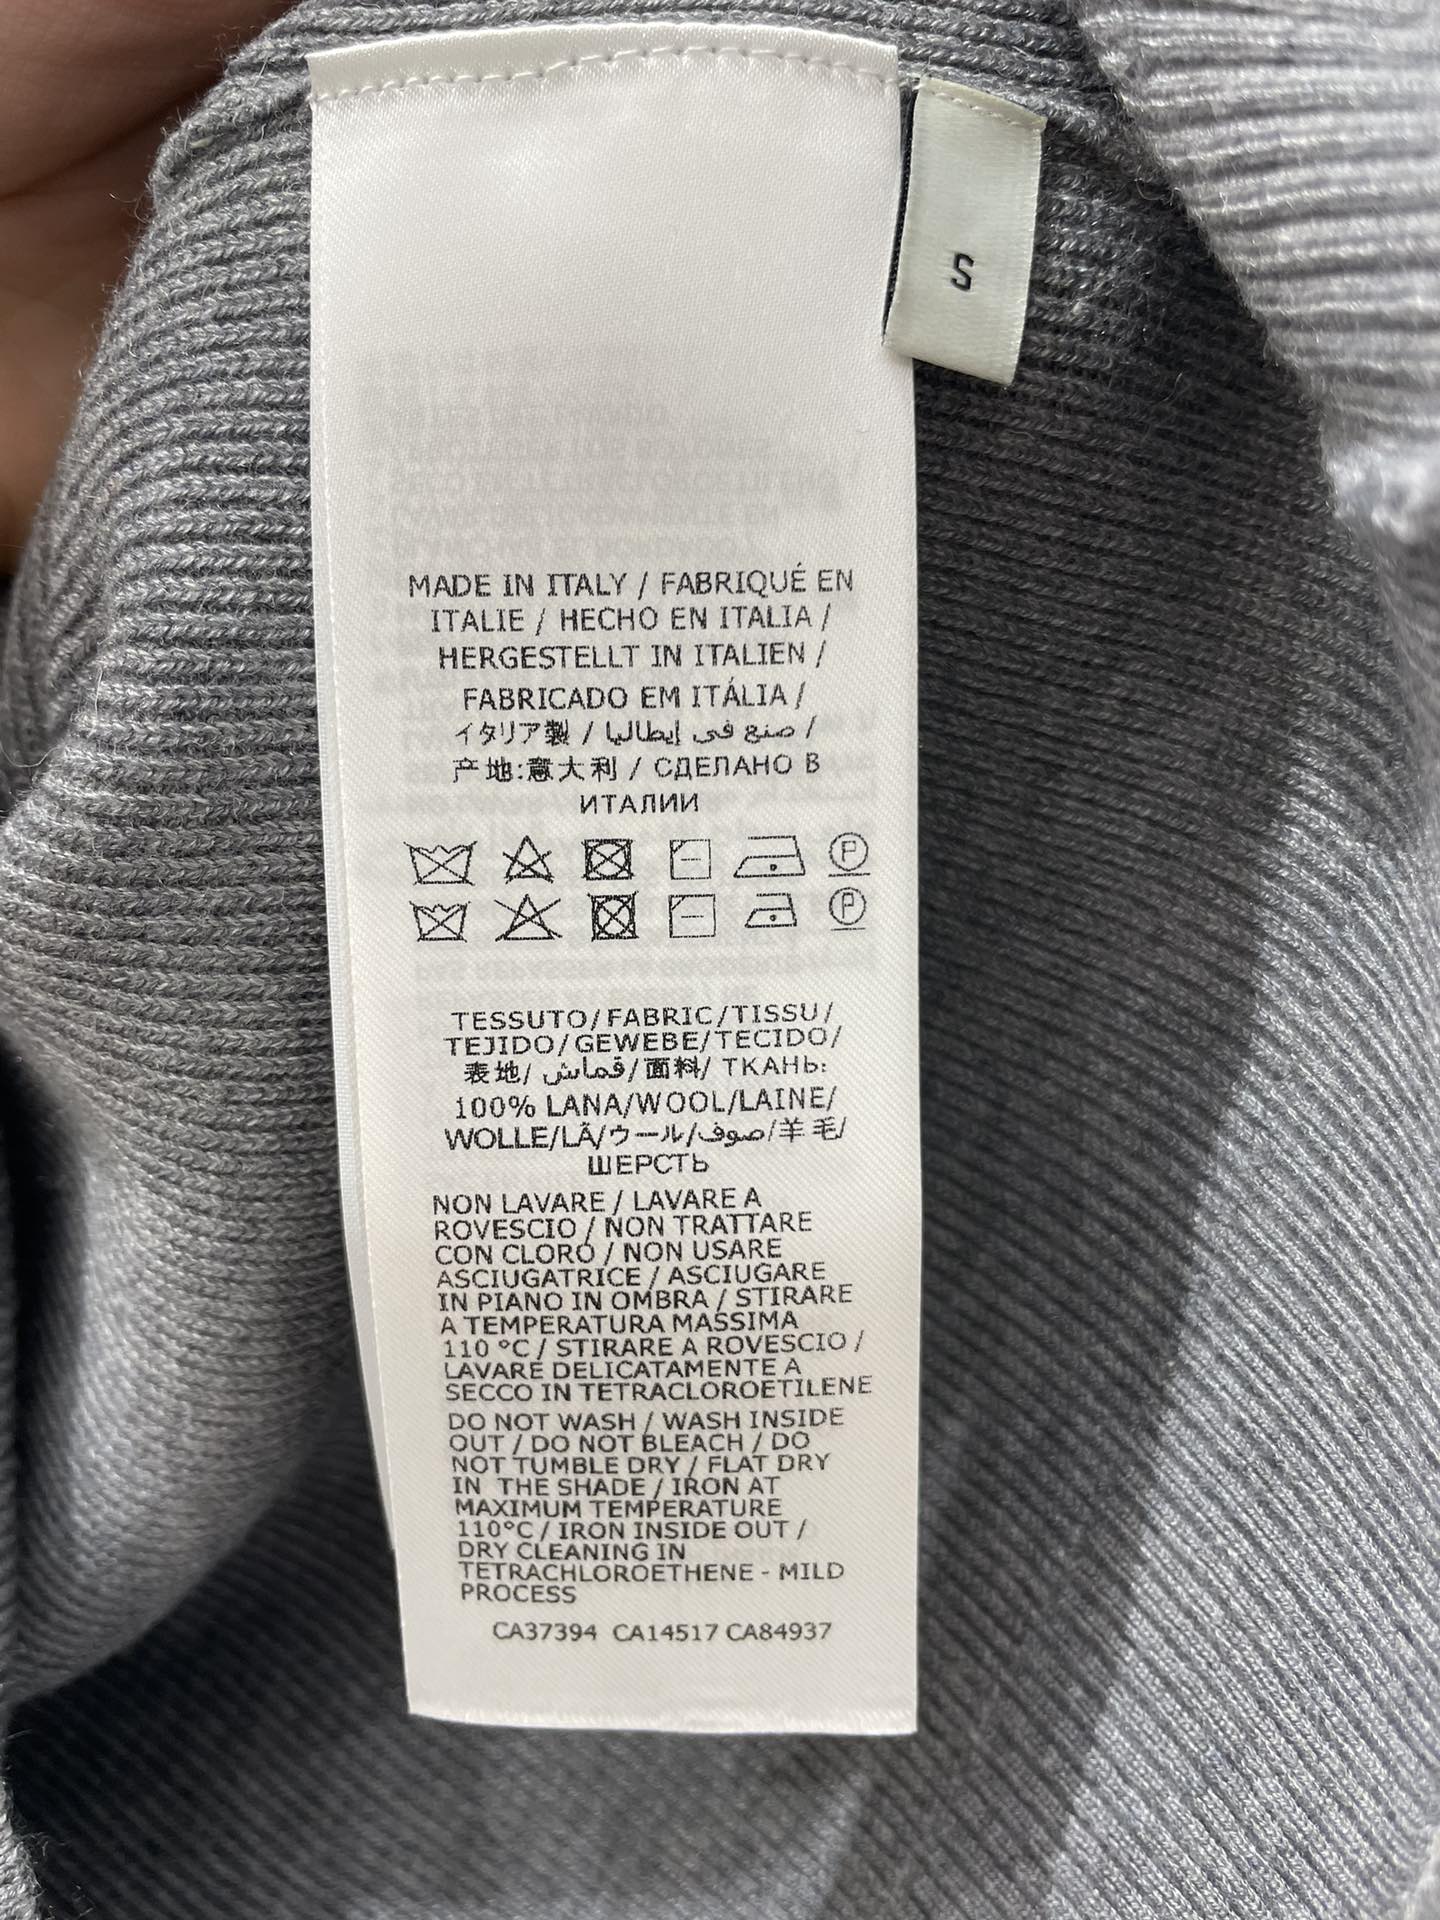 S
MADE IN ITALY / FABRIQUÉ EN
ITALIE / HECHO EN ITALIA /
HERGESTELLT IN ITALIEN /
FABRICADO EM ITÁLIA /
イタリア製 / صنع في إيطاليا /
产地:意大利 / СДЕЛАНО В
ИТАЛИИ
P
P
TESSUTO/FABRIC/TISSU/
TEJIDO/GEWEBE/TECIDO/
表地/ قماش/面料/ ТКАНЬ:
100% LANA/WOOL/LAINE/
WOLLE/LÃ/ウール/صوف/羊毛/
ШЕРСТЬ
NON LAVARE / LAVARE A
ROVESCIO / NON TRATTARE
CON CLORO / NON USARE
ASCIUGATRICE / ASCIUGARE
IN PIANO IN OMBRA / STIRARE
A TEMPERATURA MASSIMA
110 °C / STIRARE A ROVESCIO /
LAVARE DELICATAMENTE A
SECCO IN TETRACLOROETILENE
DO NOT WASH / WASH INSIDE
OUT / DO NOT BLEACH / DO
NOT TUMBLE DRY / FLAT DRY
IN THE SHADE / IRON AT
MAXIMUM TEMPERATURE
110°C / IRON INSIDE OUT /
DRY CLEANING IN
TETRACHLOROETHENE - MILD
PROCESS
CA37394 CA14517 CA84937